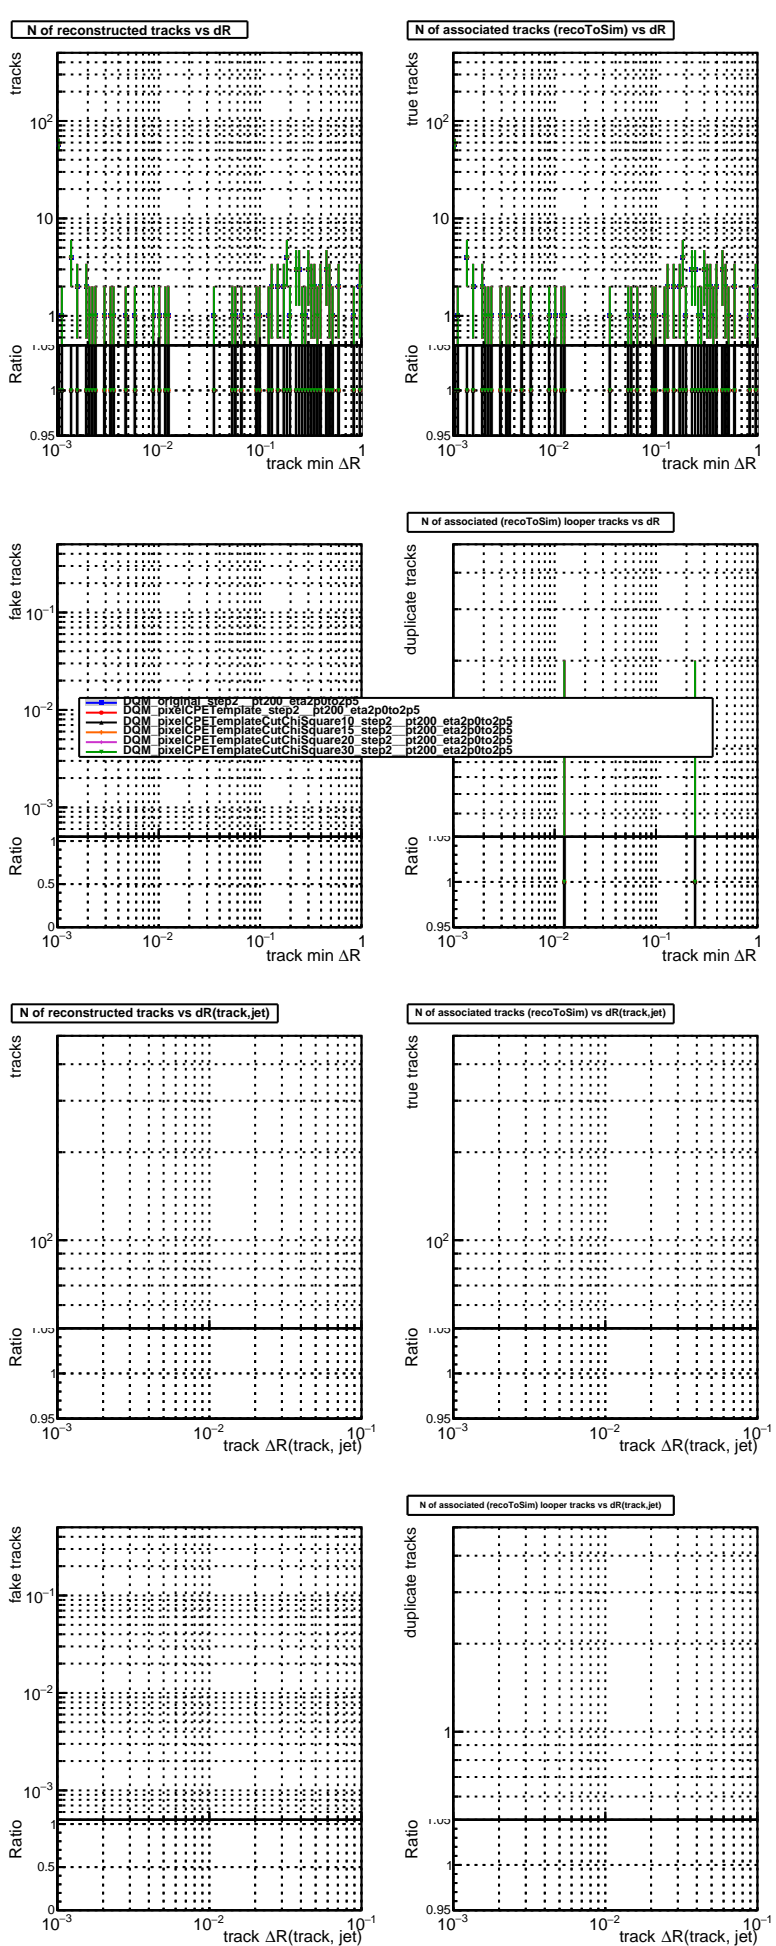 N of reconstructed tracks vs dR
tracks
10²
10
1
1.05
Ratio
1
0.95
10⁻³ 10⁻² 10⁻¹ 1
track min ΔR
N of associated tracks (recoToSim) vs dR
true tracks
10²
10
1
1.05
Ratio
1
0.95
10⁻³ 10⁻² 10⁻¹ 1
track min ΔR
fake tracks
10⁻¹
10⁻²
10⁻³
Ratio
1
0.5
0
10⁻³ 10⁻² 10⁻¹ 1
track min ΔR
N of associated (recoToSim) looper tracks vs dR
duplicate tracks
1.05
Ratio
1
0.95
10⁻³ 10⁻² 10⁻¹ 1
track min ΔR
DQM_original_step2__pt200_eta2p0to2p5
DQM_pixelCPETemplate_step2__pt200_eta2p0to2p5
DQM_pixelCPETemplateCutChiSquare10_step2__pt200_eta2p0to2p5
DQM_pixelCPETemplateCutChiSquare15_step2__pt200_eta2p0to2p5
DQM_pixelCPETemplateCutChiSquare20_step2__pt200_eta2p0to2p5
DQM_pixelCPETemplateCutChiSquare30_step2__pt200_eta2p0to2p5
N of reconstructed tracks vs dR(track,jet)
tracks
10²
1.05
Ratio
1
0.95
10⁻³ 10⁻² 10⁻¹
track ΔR(track, jet)
N of associated tracks (recoToSim) vs dR(track,jet)
true tracks
10²
1.05
Ratio
1
0.95
10⁻³ 10⁻² 10⁻¹
track ΔR(track, jet)
fake tracks
10⁻¹
10⁻²
10⁻³
Ratio
1
0.5
0
10⁻³ 10⁻² 10⁻¹
track ΔR(track, jet)
N of associated (recoToSim) looper tracks vs dR(track,jet)
duplicate tracks
1
1.05
Ratio
1
0.95
10⁻³ 10⁻² 10⁻¹
track ΔR(track, jet)